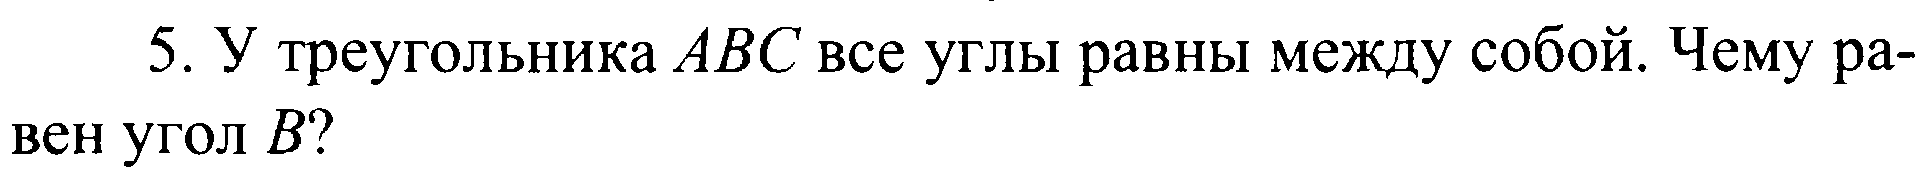 5. У треугольника ABC все углы равны между собой. Чему ра-
вен угол B?